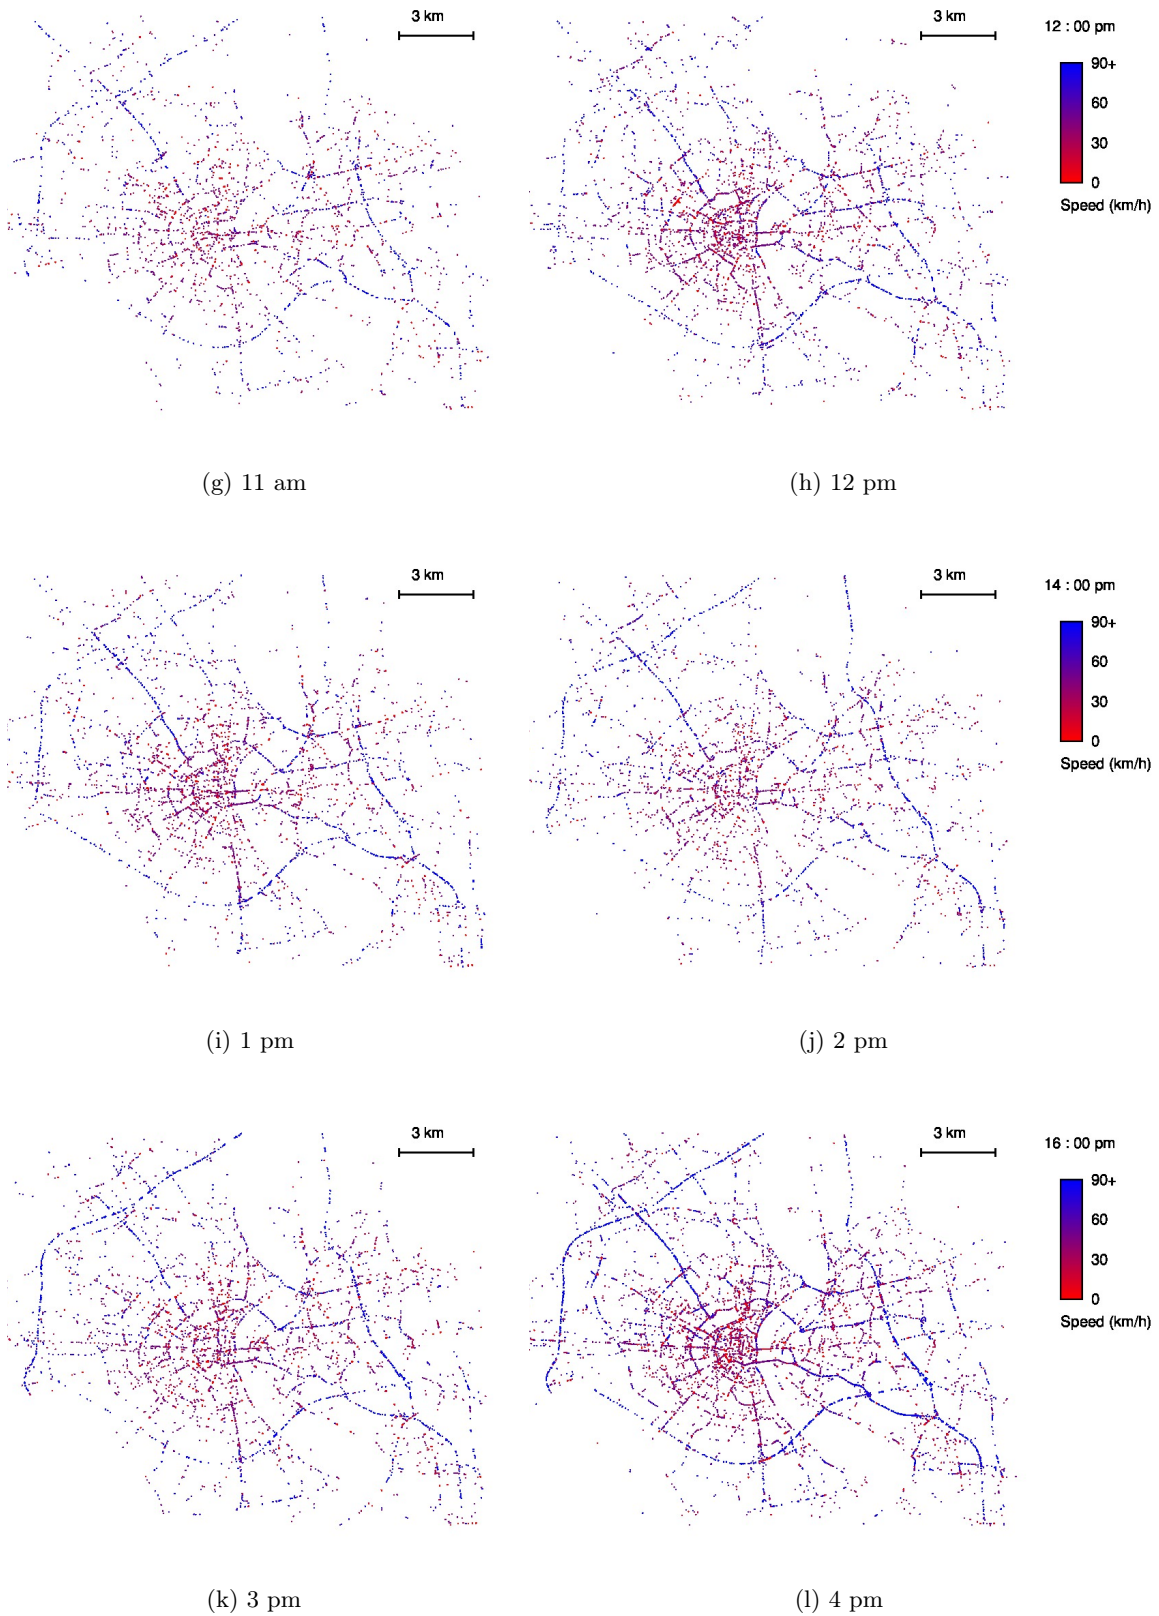 3 km
3 km
12 : 00 pm
90+
60
30
0
Speed (km/h)
(g) 11 am
(h) 12 pm
3 km
3 km
14 : 00 pm
90+
60
30
0
Speed (km/h)
(i) 1 pm
(j) 2 pm
3 km
3 km
16 : 00 pm
90+
60
30
0
Speed (km/h)
(k) 3 pm
(l) 4 pm